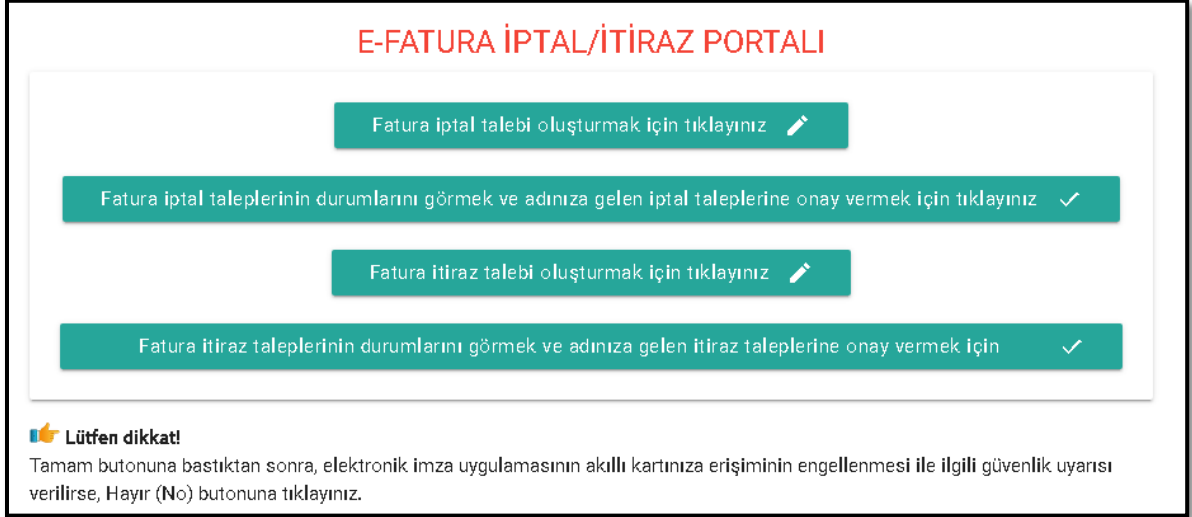 E-FATURA İPTAL/İTİRAZ PORTALI
Fatura iptal talebi oluşturmak için tıklayınız
Fatura iptal taleplerinin durumlarını görmek ve adınıza gelen iptal taleplerine onay vermek için tıklayınız
Fatura itiraz talebi oluşturmak için tıklayınız
Fatura itiraz taleplerinin durumlarını görmek ve adınıza gelen itiraz taleplerine onay vermek için
Lütfen dikkat!
Tamam butonuna bastıktan sonra, elektronik imza uygulamasının akıllı kartınıza erişiminin engellenmesi ile ilgili güvenlik uyarısı
verilirse, Hayır (No) butonuna tıklayınız.